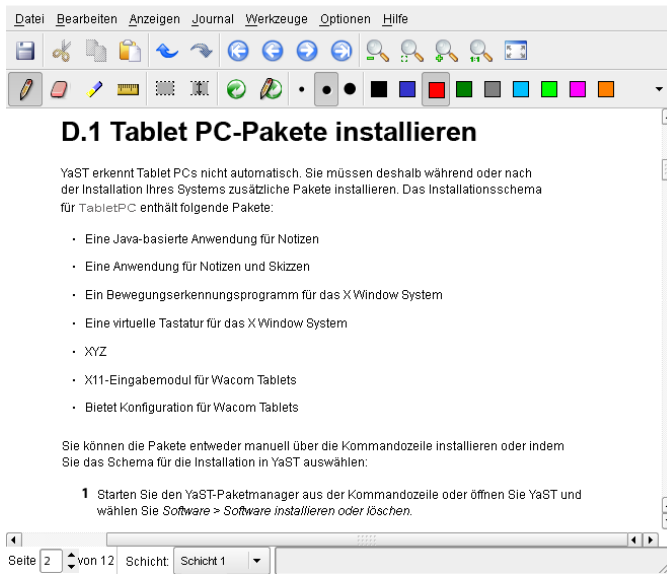 Datei Bearbeiten Anzeigen Journal Werkzeuge Optionen Hilfe
D.1 Tablet PC-Pakete installieren
YaST erkennt Tablet PCs nicht automatisch. Sie müssen deshalb während oder nach
der Installation Ihres Systems zusätzliche Pakete installieren. Das Installationsschema
für TabletPC enthält folgende Pakete:
· Eine Java-basierte Anwendung für Notizen
· Eine Anwendung für Notizen und Skizzen
· Ein Bewegungserkennungsprogramm für das X Window System
· Eine virtuelle Tastatur für das X Window System
· XYZ
· X11-Eingabemodul für Wacom Tablets
· Bietet Konfiguration für Wacom Tablets
Sie können die Pakete entweder manuell über die Kommandozeile installieren oder indem
Sie das Schema für die Installation in YaST auswählen:
1 Starten Sie den YaST-Paketmanager aus der Kommandozeile oder öffnen Sie YaST und
wählen Sie Software > Software installieren oder löschen.
Seite 2 von 12 Schicht: Schicht 1